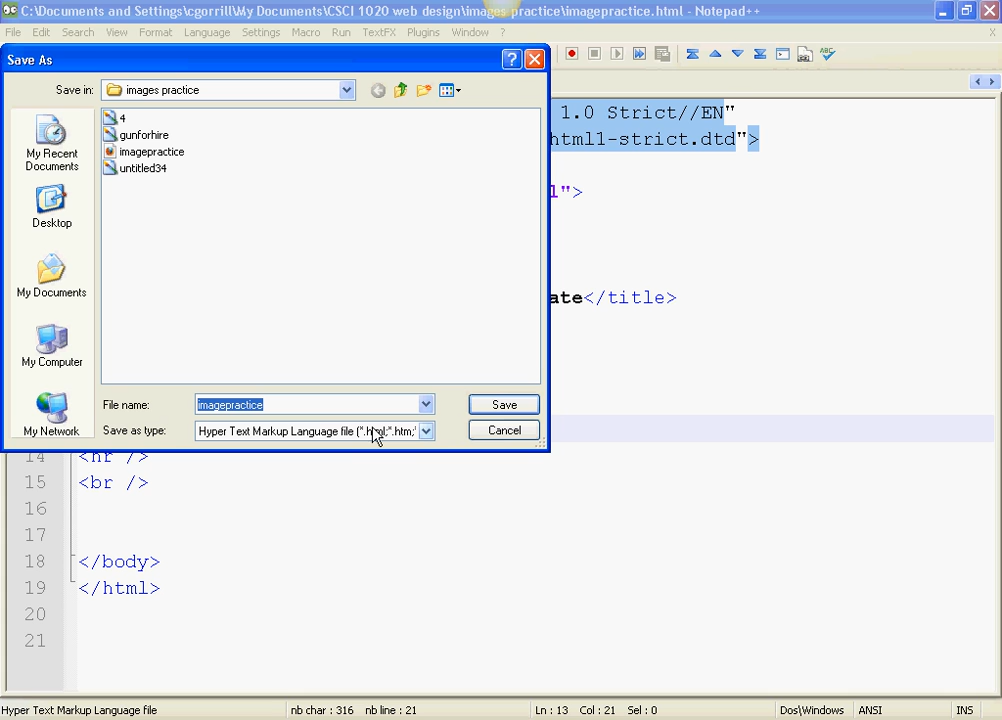 C:\Documents and Settings\cgorrill\My Documents\CSCI 1020 web design\images practice\imagepractice.html - Notepad++
File Edit Search View Format Language Settings Macro Run TextFX Plugins Window ? X
Save As
Save in: images practice
4
gunforhire
imagepractice
untitled34
My Recent
Documents
Desktop
My Documents
My Computer
My Network
File name: imagepractice Save
Save as type: Hyper Text Markup Language file (*.html;*.htm; Cancel
1.0 Strict//EN"
html1-strict.dtd">
l">
ate</title>
14 <hr />
15 <br />
16
17
18 </body>
19 </html>
20
21
Hyper Text Markup Language file nb char : 316 nb line : 21 Ln : 13 Col : 21 Sel : 0 Dos\Windows ANSI INS